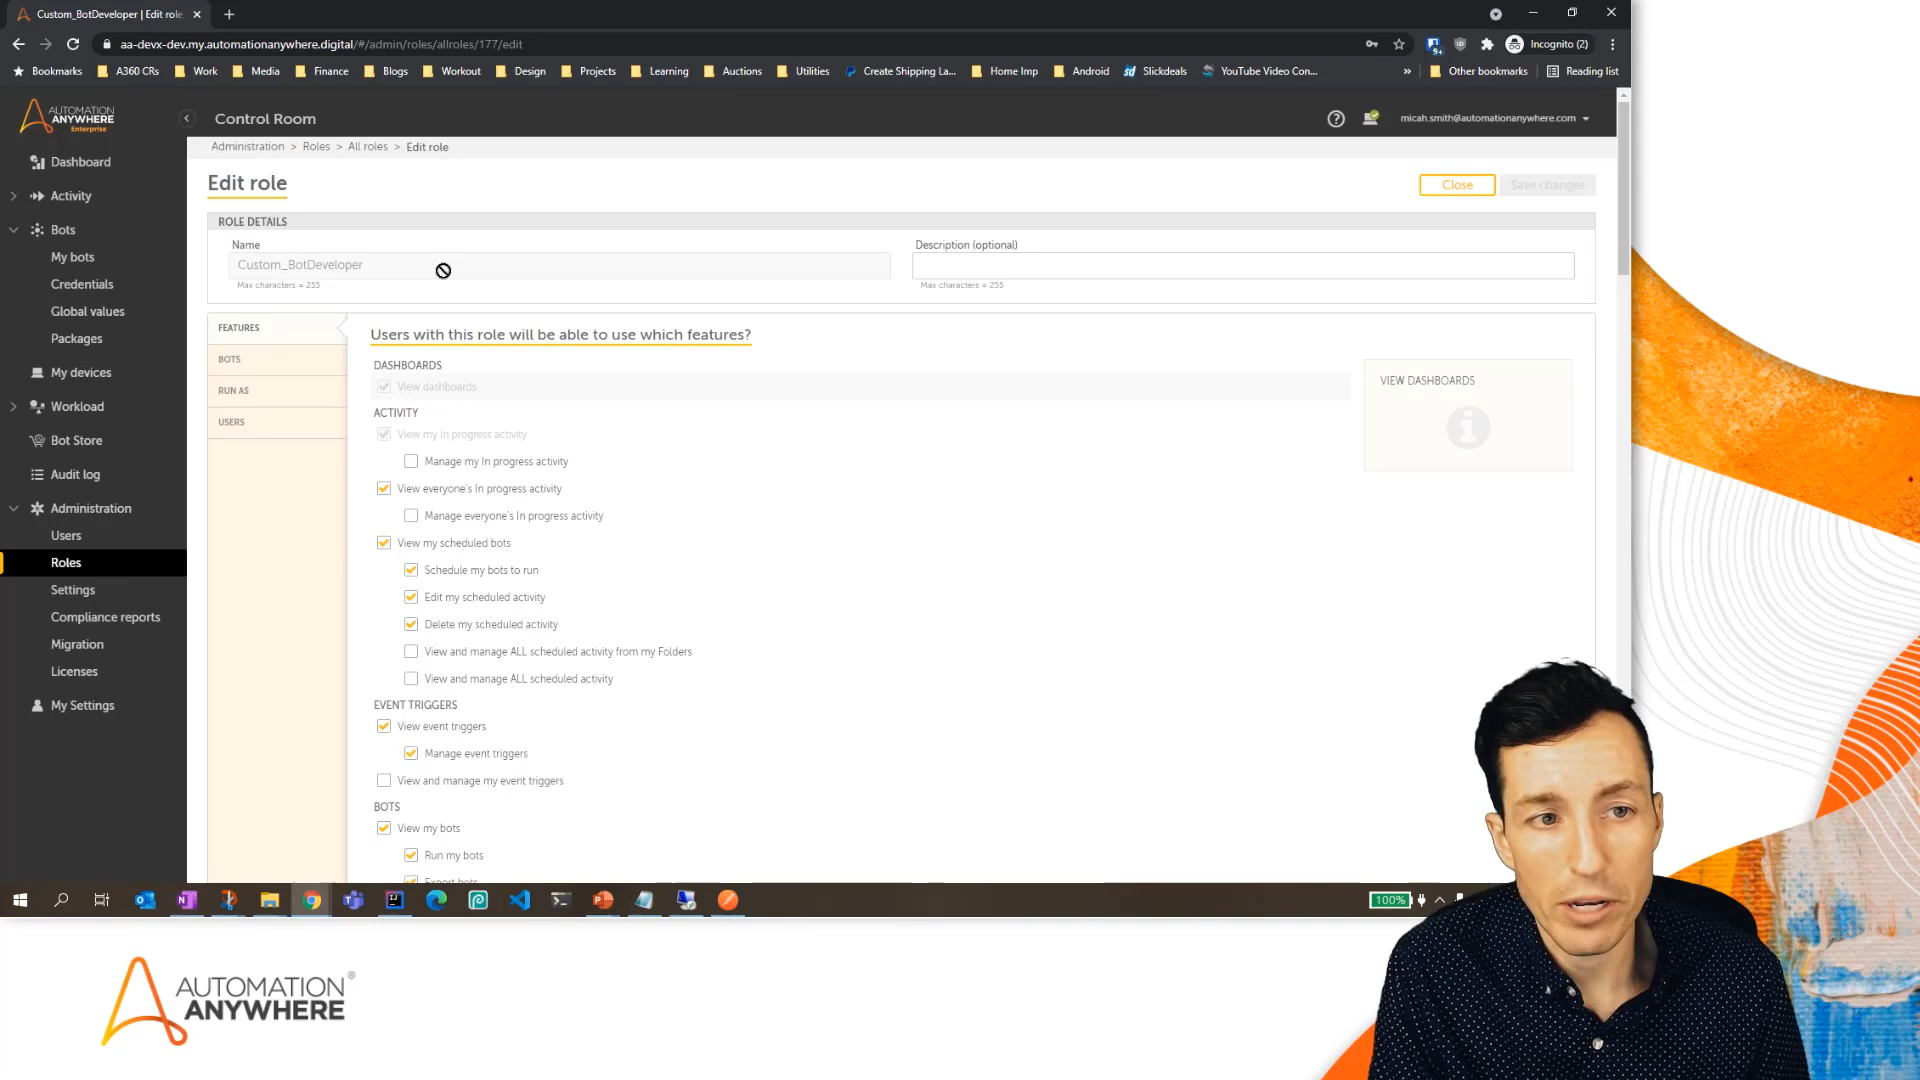 Custom_BotDeveloper | Edit role
aa-devx-dev.my.automationanywhere.digital/#/admin/roles/allroles/177/edit
Incognito (2)
Bookmarks A360 CRs Work Media Finance Blogs Workout Design Projects Learning Auctions Utilities Create Shipping La... Home Imp Android Slickdeals YouTube Video Con... » Other bookmarks Reading list
AUTOMATION
ANYWHERE
Enterprise
Control Room
micah.smith@automationanywhere.com
Dashboard
Activity
Bots
My bots
Credentials
Global values
Packages
My devices
Workload
Bot Store
Audit log
Administration
Users
Roles
Settings
Compliance reports
Migration
Licenses
My Settings
Administration > Roles > All roles > Edit role
Edit role
Close
Save changes
ROLE DETAILS
Name
Custom_BotDeveloper
Max characters = 255
Description (optional)
Max characters = 255
FEATURES
BOTS
RUN AS
USERS
Users with this role will be able to use which features?
DASHBOARDS
View dashboards
ACTIVITY
View my In progress activity
Manage my In progress activity
View everyone's In progress activity
Manage everyone's In progress activity
View my scheduled bots
Schedule my bots to run
Edit my scheduled activity
Delete my scheduled activity
View and manage ALL scheduled activity from my Folders
View and manage ALL scheduled activity
EVENT TRIGGERS
View event triggers
Manage event triggers
View and manage my event triggers
BOTS
View my bots
Run my bots
Export bots
VIEW DASHBOARDS
100%
AUTOMATION®
ANYWHERE